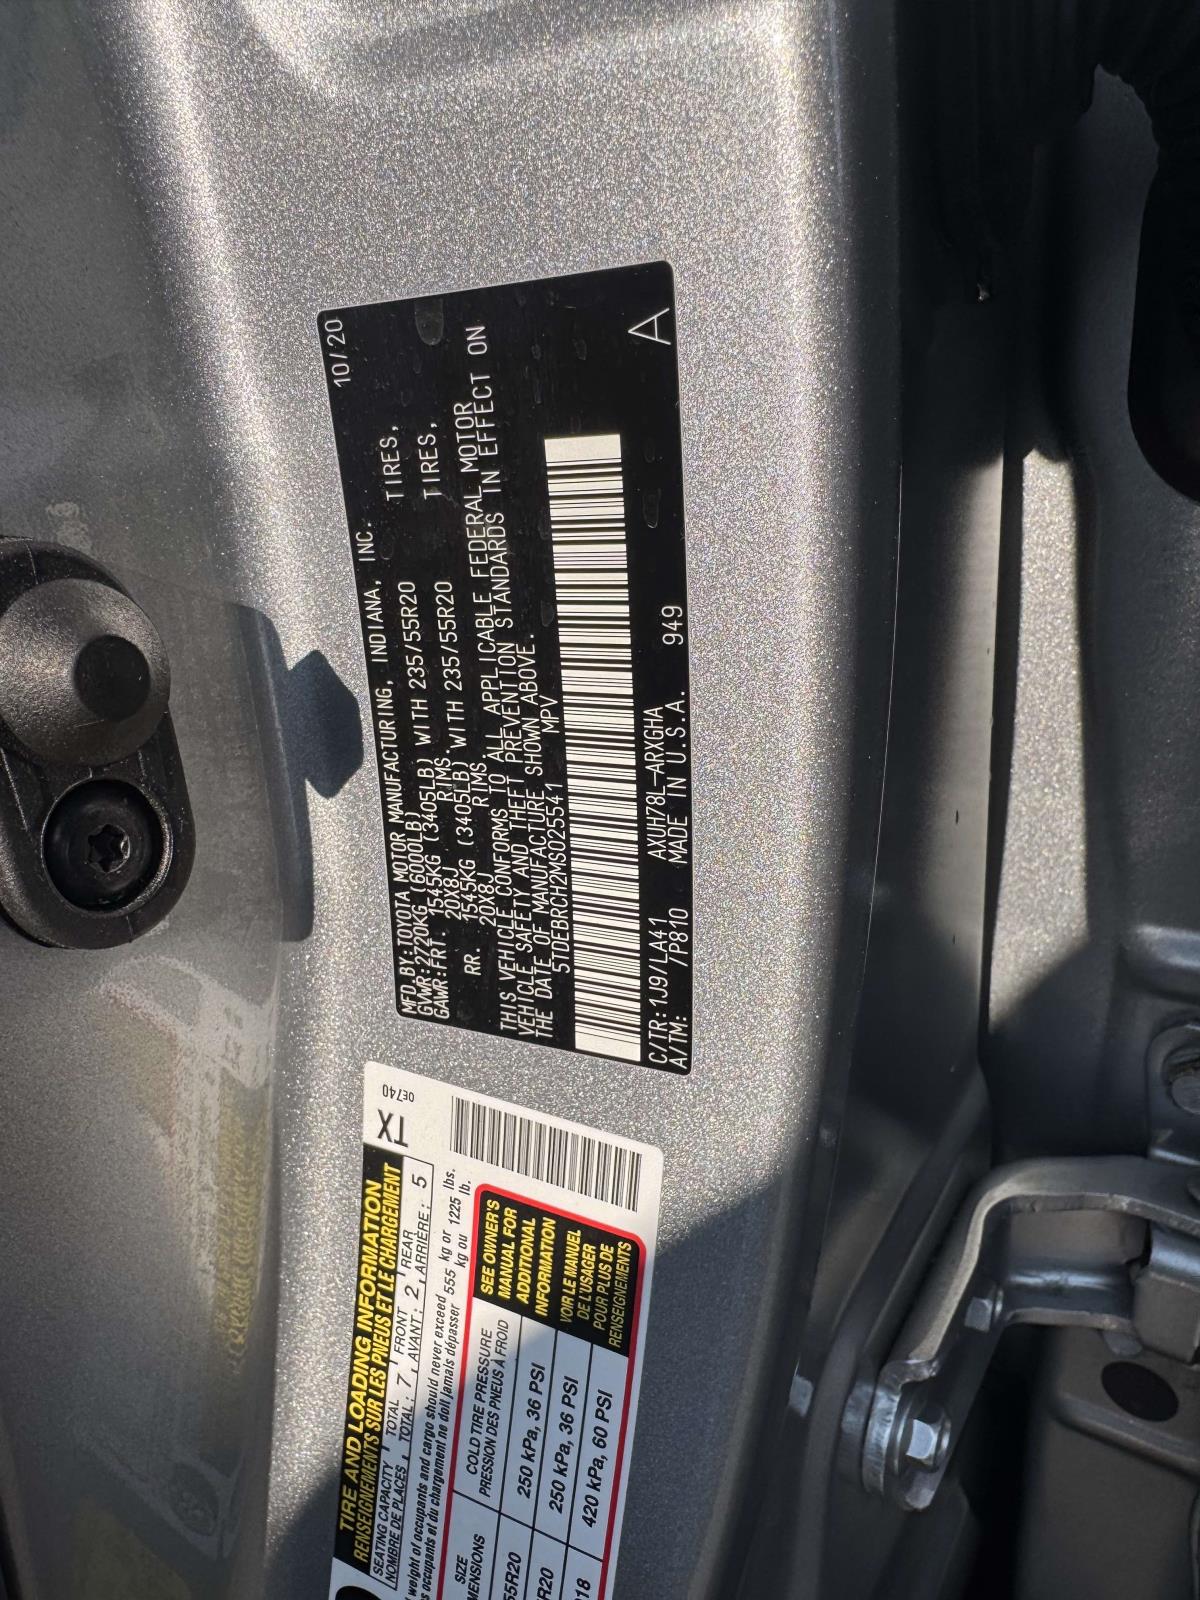 10/20
MFD.BY:TOYOTA MOTOR MANUFACTURING, INDIANA, INC.
GVWR:2720KG (6000LB)
GAWR:FRT. 1545KG (3405LB) WITH 235/55R20 TIRES,
20X8J RIMS,
RR. 1545KG (3405LB) WITH 235/55R20 TIRES,
20X8J RIMS.
THIS VEHICLE CONFORMS TO ALL APPLICABLE FEDERAL MOTOR
VEHICLE SAFETY AND THEFT PREVENTION STANDARDS IN EFFECT ON
THE DATE OF MANUFACTURE SHOWN ABOVE.
5TDEBRCH2MS025541 MPV
C/TR:1J9/LA41 AXUH78L-ARXGHA
A/TM: /P810 MADE IN U.S.A. 949
A
0E740
TX
TIRE AND LOADING INFORMATION
RENSEIGNEMENTS SUR LES PNEUS ET LE CHARGEMENT
SEATING CAPACITY TOTAL 7 FRONT 2 REAR 5
NOMBRE DE PLACES TOTAL: AVANT: ARRIÈRE:
weight of occupants and cargo should never exceed 555 kg or 1225 lbs.
occupants et du chargement ne doit jamais dépasser kg ou lb.
SIZE
COLD TIRE PRESSURE
PRESSION DES PNEUS À FROID
55R20 250 kPa, 36 PSI
R20 250 kPa, 36 PSI
18 420 kPa, 60 PSI
SEE OWNER'S
MANUAL FOR
ADDITIONAL
INFORMATION
VOIR LE MANUEL
DE L'USAGER
POUR PLUS DE
RENSEIGNEMENTS